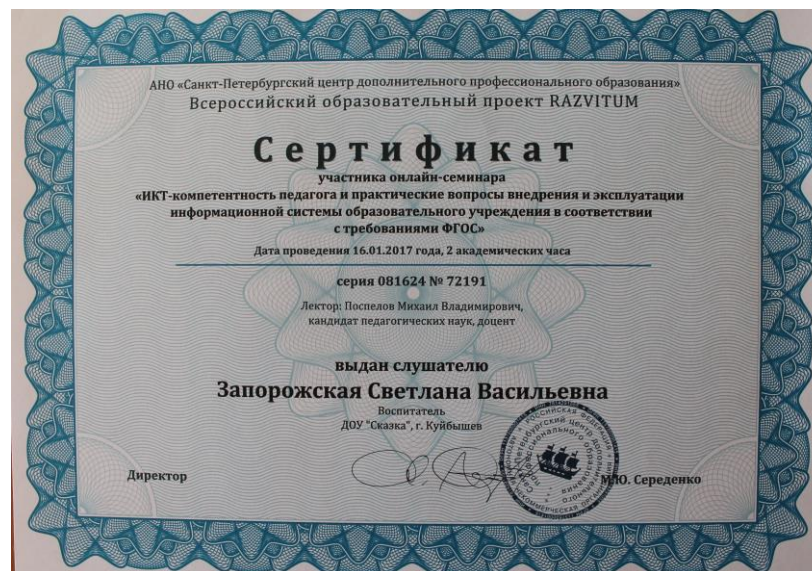 АНО «Санкт-Петербургский центр дополнительного профессионального образования»
Всероссийский образовательный проект RAZVITUM
Сертификат
участника онлайн-семинара
«ИКТ-компетентность педагога и практические вопросы внедрения и эксплуатации
информационной системы образовательного учреждения в соответствии
с требованиями ФГОС»
Дата проведения 16.01.2017 года, 2 академических часа
серия 081624 № 72191
Лектор: Поспелов Михаил Владимирович,
кандидат педагогических наук, доцент
выдан слушателю
Запорожская Светлана Васильевна
Воспитатель
ДОУ "Сказка", г. Куйбышев
Директор
М.Ю. Середенко
РОССИЙСКАЯ ФЕДЕРАЦИЯ